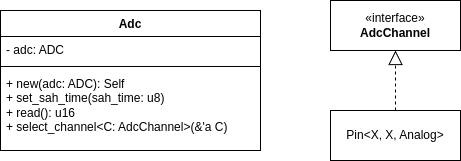 Adc
- adc: ADC
+ new(adc: ADC): Self
+ set_sah_time(sah_time: u8)
+ read(): u16
+ select_channel<C: AdcChannel>(&'a C)
«interface»
AdcChannel
Pin<X, X, Analog>